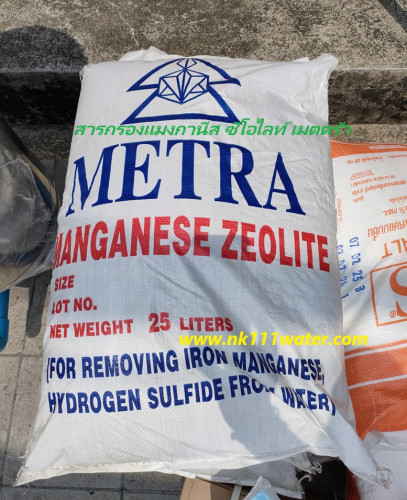 สารกรองแมงกานีส ซีโอไลท์ เมตตร้า
METRA
MANGANESE ZEOLITE
SIZE
LOT NO.
NET WEIGHT 25 LITERS
www.nk111water.com
(FOR REMOVING IRON MANGANESE,
HYDROGEN SULFIDE FROM WATER)
ALT
S